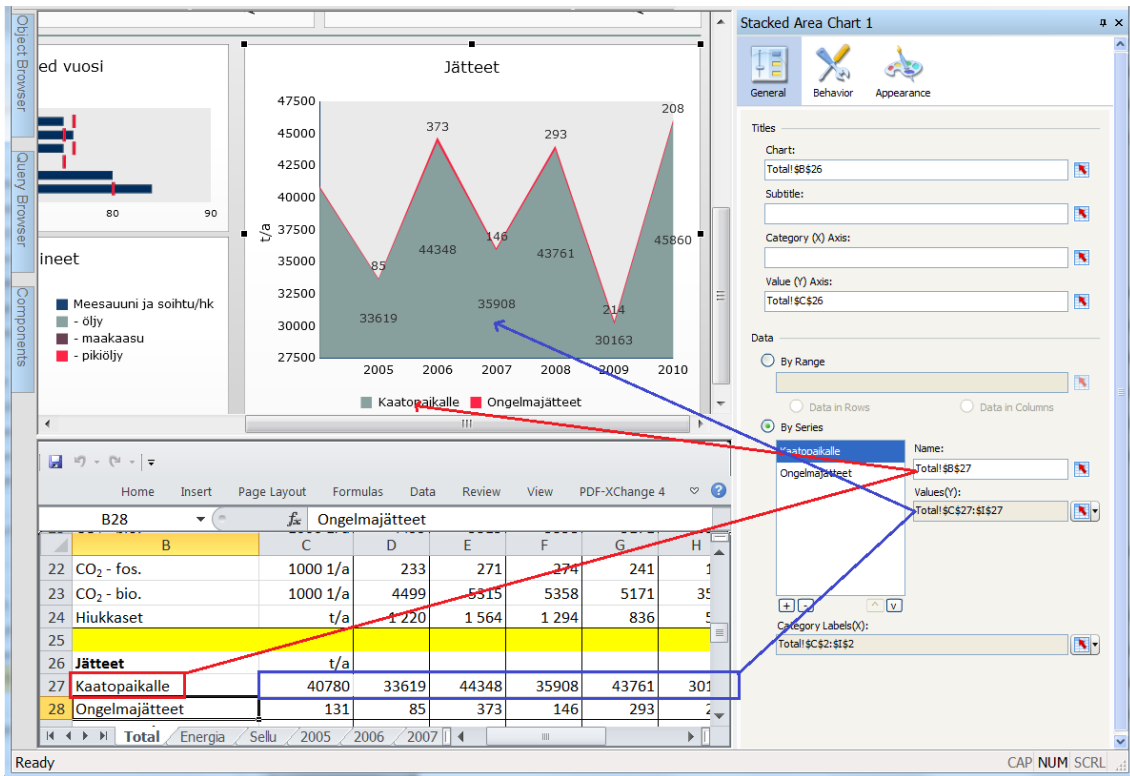 Object Browser
Query Browser
Components
ed vuosi
80 90
ineet
Meesauuni ja soihtu/hk
- öljy
- maakaasu
- pikiöljy
Jätteet
t/a
47500
45000
42500
40000
37500
35000
32500
30000
27500
85 373 146 293 214 208
33619 44348 35908 43761 30163 45860
2005 2006 2007 2008 2009 2010
Kaatopaikalle Ongelmajätteet
Home Insert Page Layout Formulas Data Review View PDF-XChange 4
B28 fx Ongelmajätteet
B C D E F G H
22 CO2 - fos. 1000 1/a 233 271 274 241 1
23 CO2 - bio. 1000 1/a 4499 5315 5358 5171 35
24 Hiukkaset t/a 1 220 1 564 1 294 836
25
26 Jätteet t/a
27 Kaatopaikalle 40780 33619 44348 35908 43761 301
28 Ongelmajätteet 131 85 373 146 293
Total Energia Sellu 2005 2006 2007
Ready
CAP NUM SCRL
Stacked Area Chart 1
General Behavior Appearance
Titles
Chart:
Total!$B$26
Subtitle:
Category (X) Axis:
Value (Y) Axis:
Total!$C$26
Data
By Range
Data in Rows Data in Columns
By Series
Kaatopaikalle
Ongelmajätteet
Name:
Total!$B$27
Values(Y):
Total!$C$27:$I$27
+ - ^ v
Category Labels(X):
Total!$C$2:$I$2